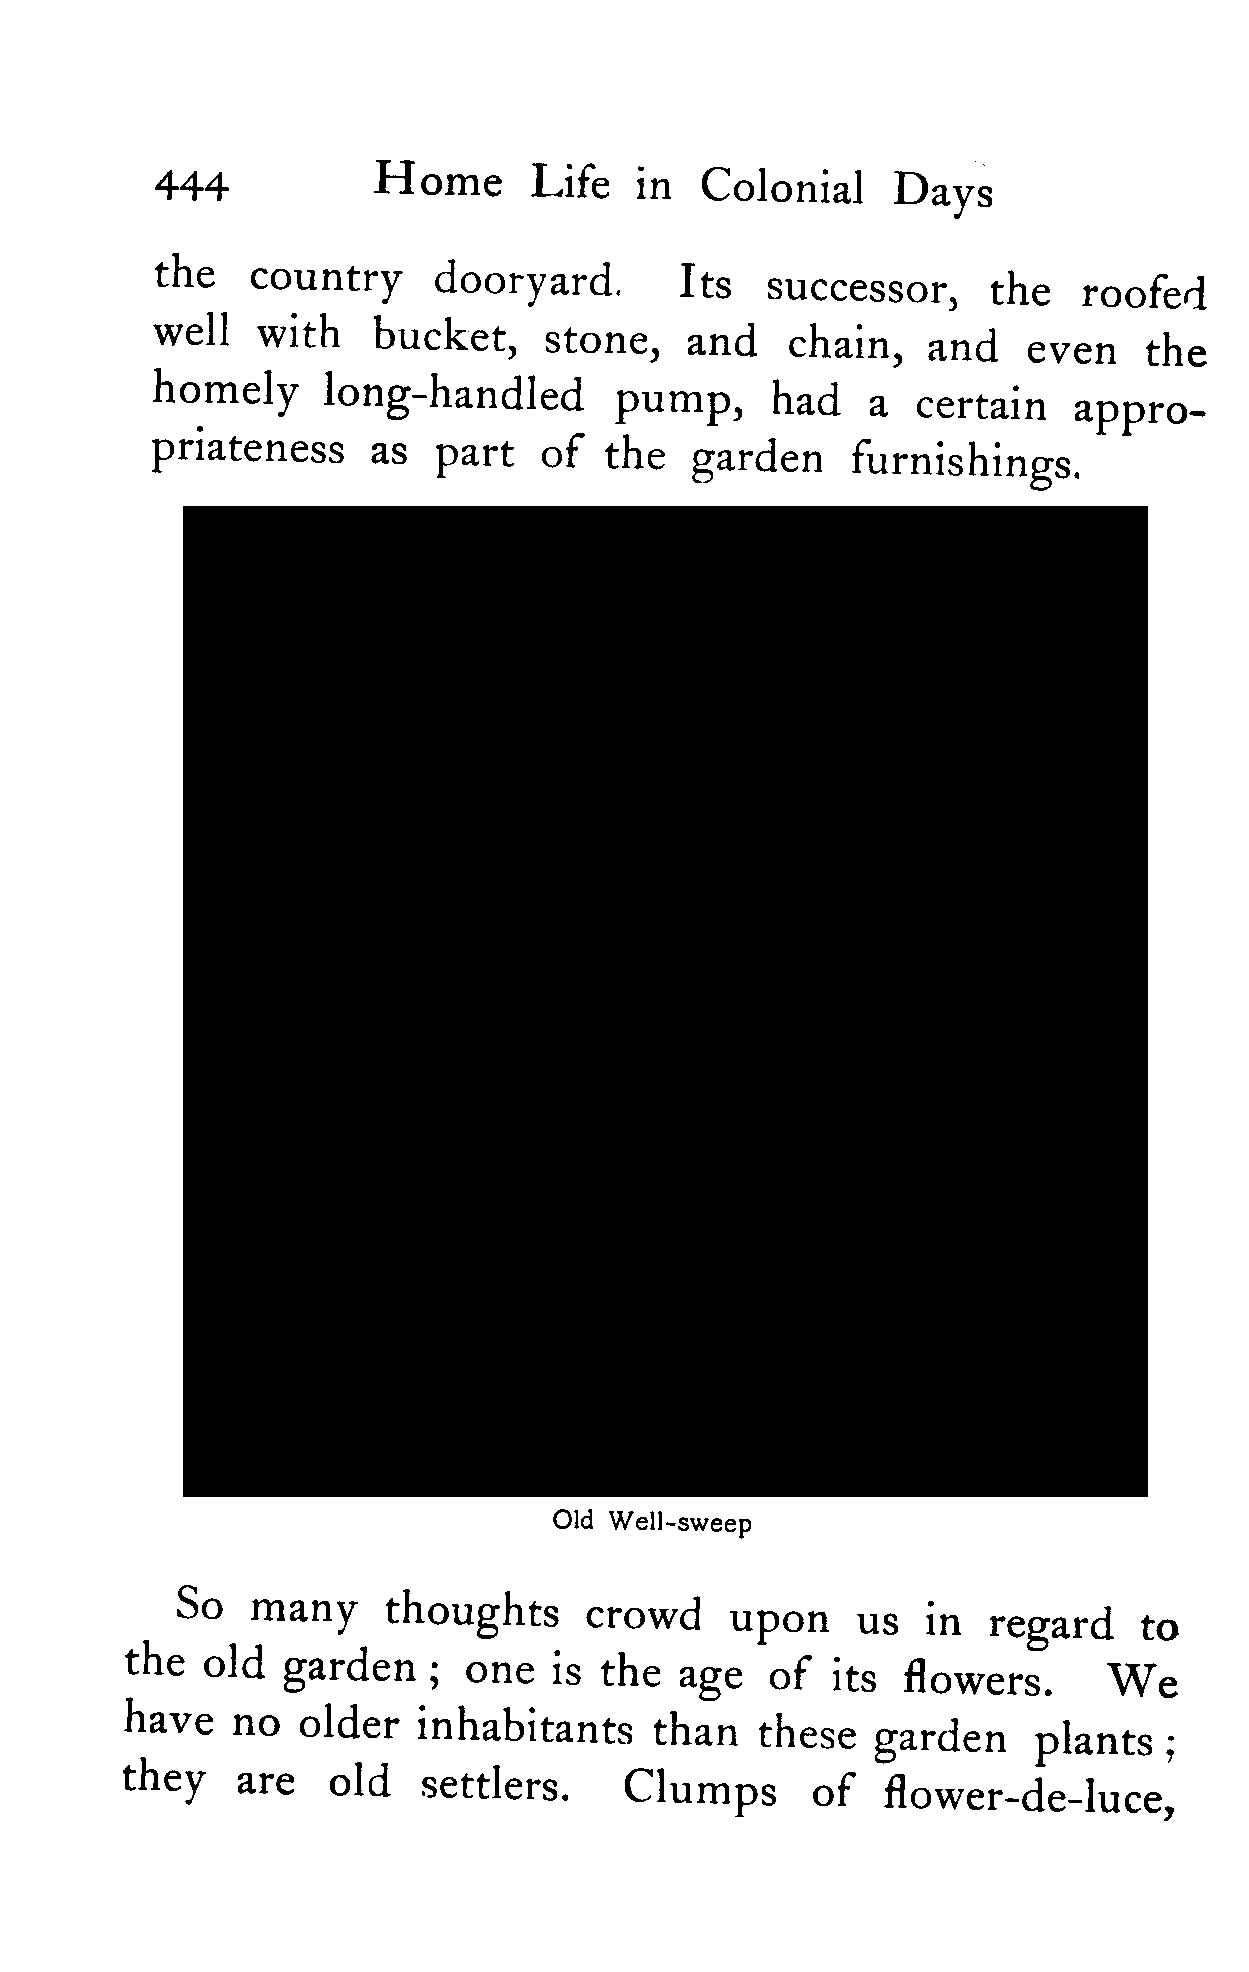 444 Home Life in Colonial Days
the country dooryard. Its successor, the roofed
well with bucket, stone, and chain, and even the
homely long-handled pump, had a certain appro-
priateness as part of the garden furnishings.
Old Well-sweep
So many thoughts crowd upon us in regard to
the old garden ; one is the age of its flowers. We
have no older inhabitants than these garden plants ;
they are old settlers. Clumps of flower-de-luce,